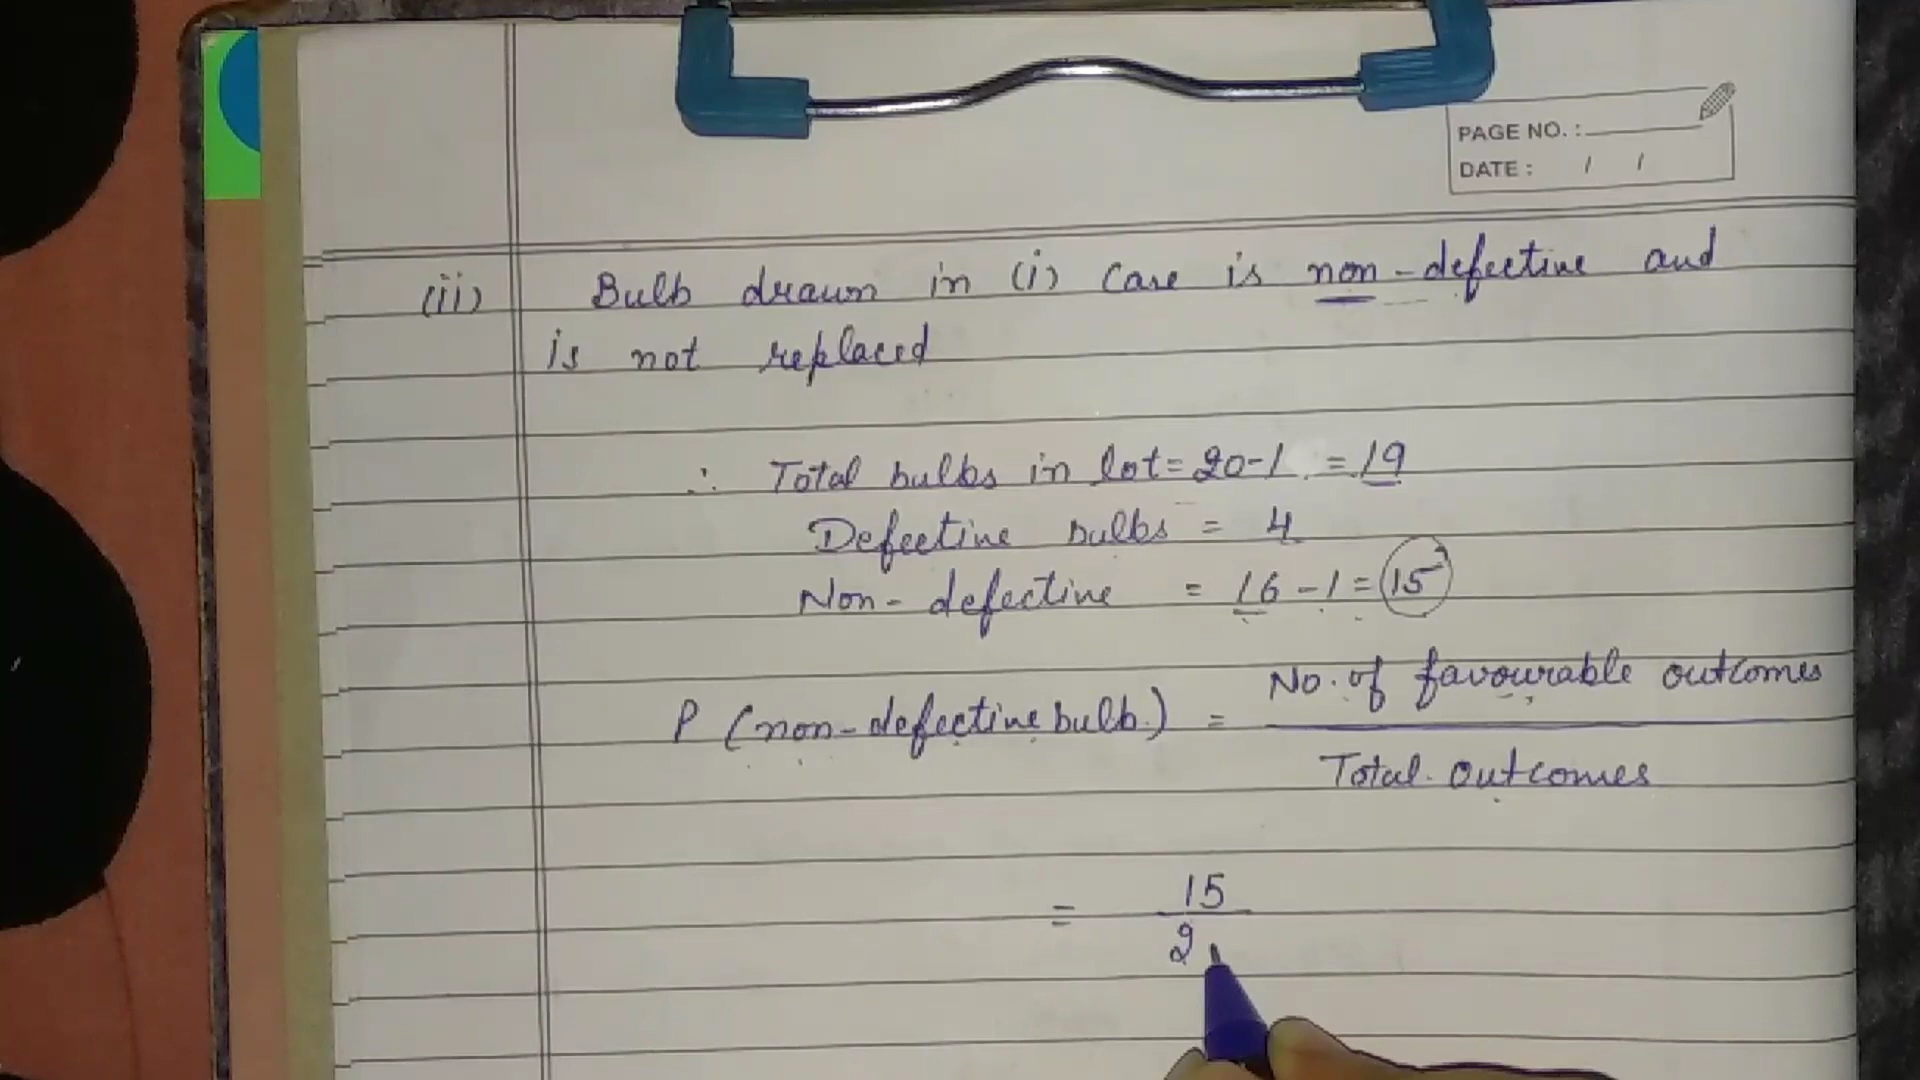 PAGE NO. :
DATE : / /
(ii) Bulb drawn in (i) case is non-defective and
is not replaced
∴ Total bulbs in lot = 20-1 = 19
Defective bulbs = 4
Non-defective = 16-1 = 15
No. of favourable outcomes
P (non-defective bulb) =
Total outcomes
15
=
2